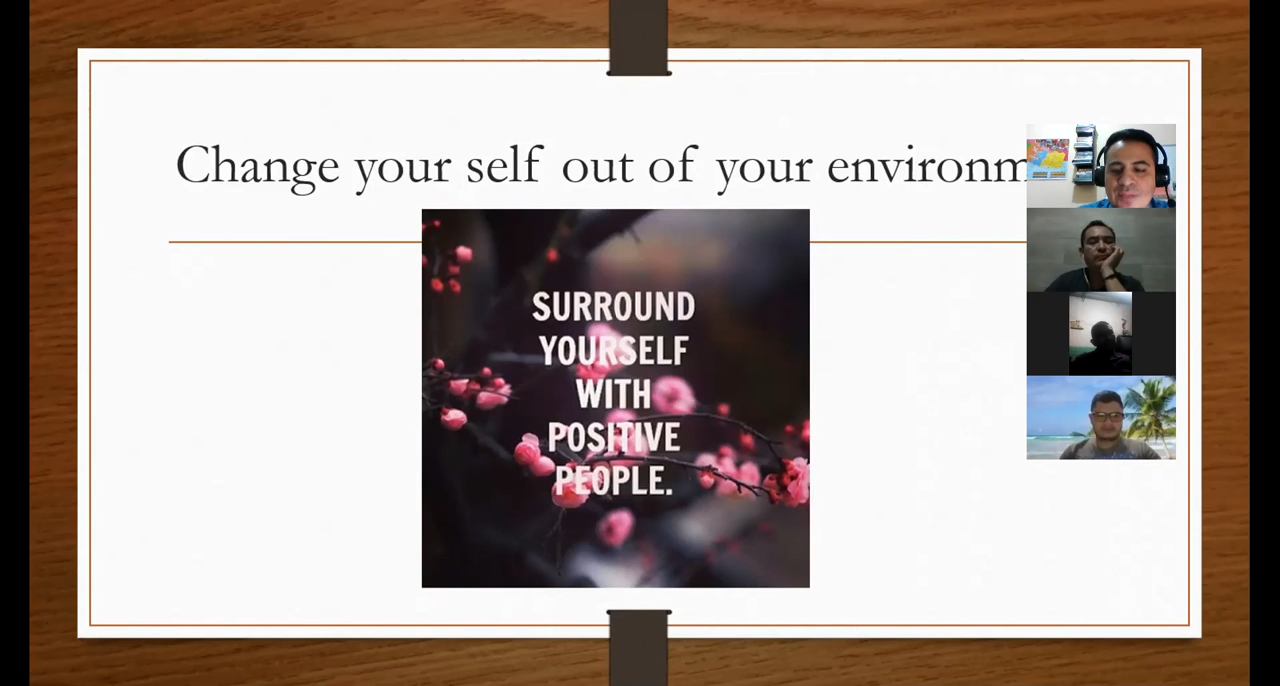 Change your self out of your environm
SURROUND
YOURSELF
WITH
POSITIVE
PEOPLE.